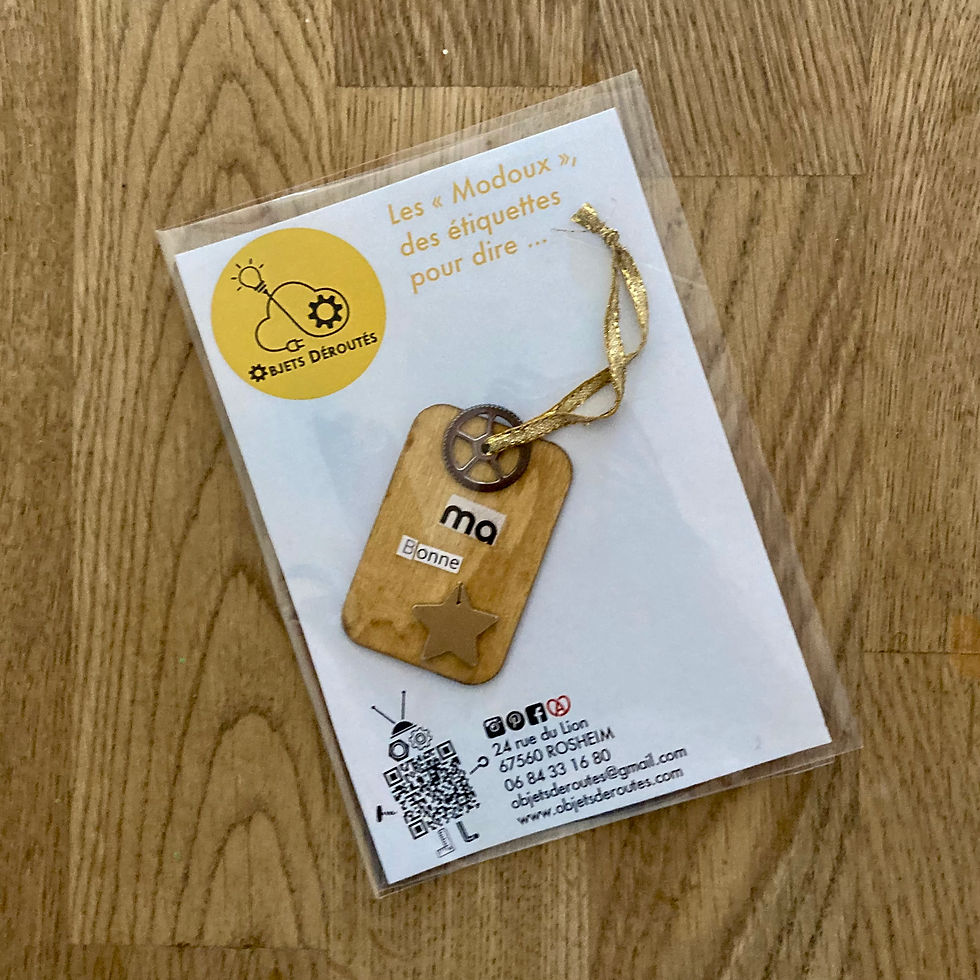 Les « Modoux »,
des étiquettes
pour dire ...
OBJETS DÉROUTÉS
ma
Bonne
24 rue du Lion
67560 ROSHEIM
06 84 33 16 80
objetsderoutes@gmail.com
www.objetsderoutes.com